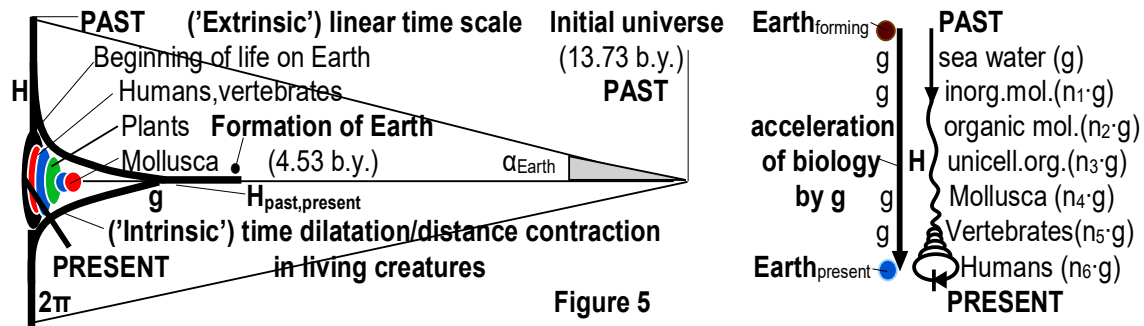 PAST ('Extrinsic') linear time scale Initial universe
Beginning of life on Earth (13.73 b.y.)
H Humans,vertebrates PAST
Plants Formation of Earth
Mollusca (4.53 b.y.) αEarth
g Hpast,present
('Intrinsic') time dilatation/distance contraction
PRESENT in living creatures
2π Figure 5
Earthforming PAST
g sea water (g)
g inorg.mol.(n1·g)
acceleration organic mol.(n2·g)
of biology H unicell.org.(n3·g)
by g g Mollusca (n4·g)
g Vertebrates(n5·g)
Earthpresent Humans (n6·g)
PRESENT